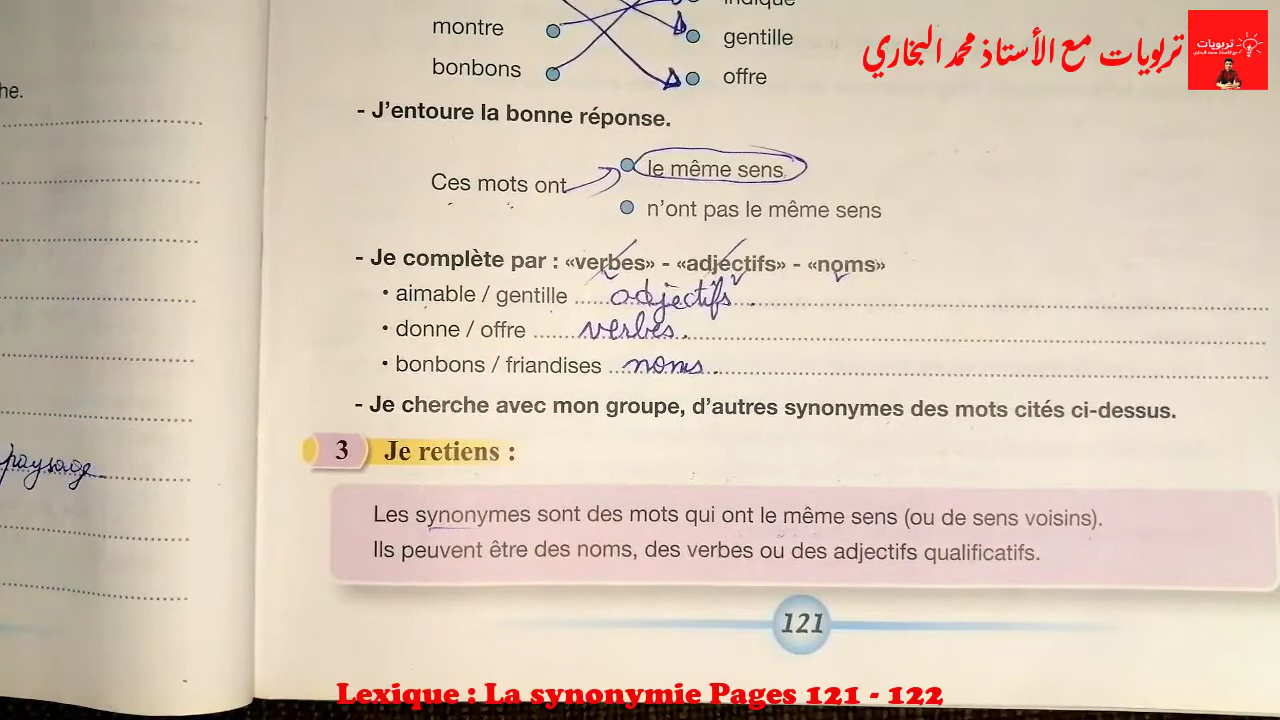 indique
montre
gentille
bonbons
offre
he.
- J'entoure la bonne réponse.
le même sens
Ces mots ont
n'ont pas le même sens
- Je complète par : «verbes» - «adjectifs» - «noms»
• aimable / gentille ...... adjectifs.
• donne / offre ...... verbes.
• bonbons / friandises ... noms.
- Je cherche avec mon groupe, d'autres synonymes des mots cités ci-dessus.
paysage
3 Je retiens :
Les synonymes sont des mots qui ont le même sens (ou de sens voisins).
Ils peuvent être des noms, des verbes ou des adjectifs qualificatifs.
121
تربويات مع الأستاذ محمد البخاري
تربويات
Lexique : La synonymie Pages 121 - 122